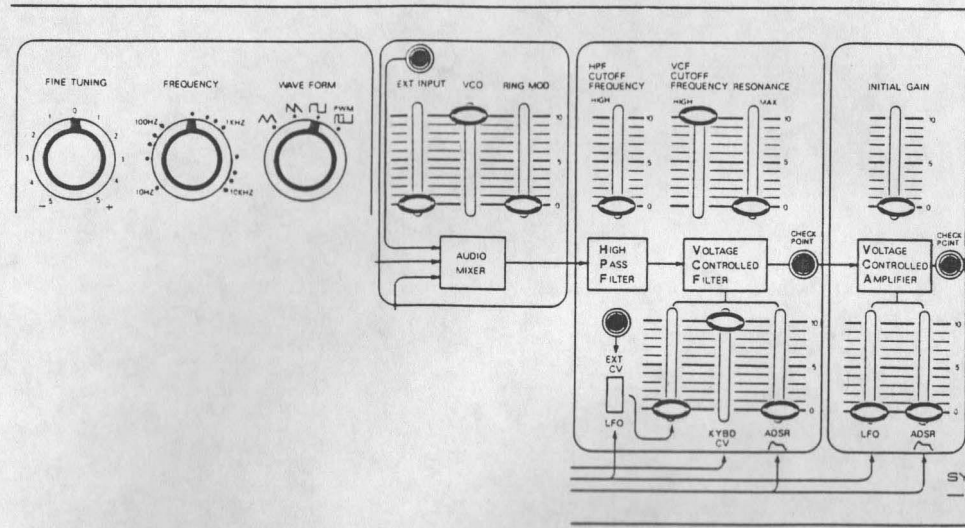 FINE TUNING
0
1 1
2 2
3 3
4 4
5 5
− +
FREQUENCY
100HZ 1KHZ
10HZ 10KHZ
WAVE FORM
PWM
EXT INPUT VCO RING MOD
10
5
0
AUDIO
MIXER
HPF
CUTOFF
FREQUENCY
HIGH
VCF
CUTOFF
FREQUENCY
HIGH
RESONANCE
MAX
10
5
0
HIGH
PASS
FILTER
VOLTAGE
CONTROLLED
FILTER
CHECK
POINT
EXT
CV
LFO
10
5
0
KYBD
CV
ADSR
INITIAL GAIN
10
5
0
VOLTAGE
CONTROLLED
AMPLIFIER
CHECK
POINT
10
5
0
LFO
ADSR
SY